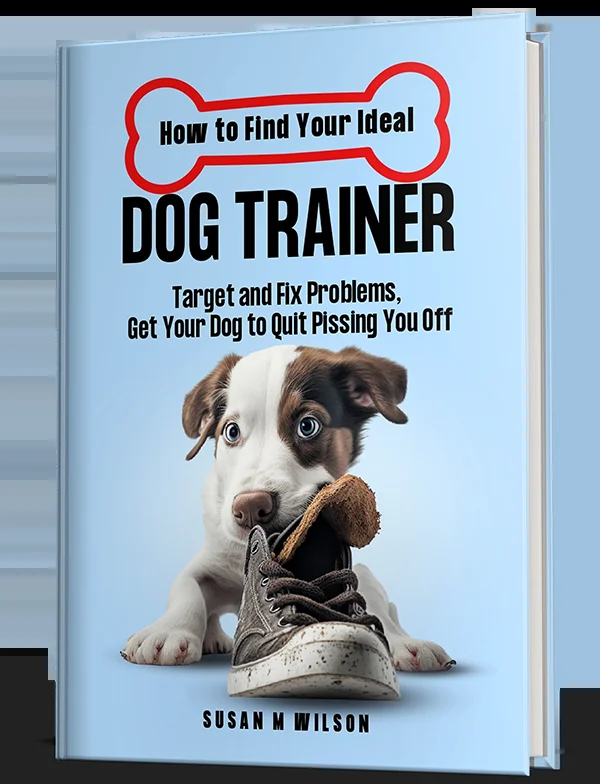 How to Find Your Ideal
DOG TRAINER
Target and Fix Problems,
Get Your Dog to Quit Pissing You Off
SUSAN M WILSON